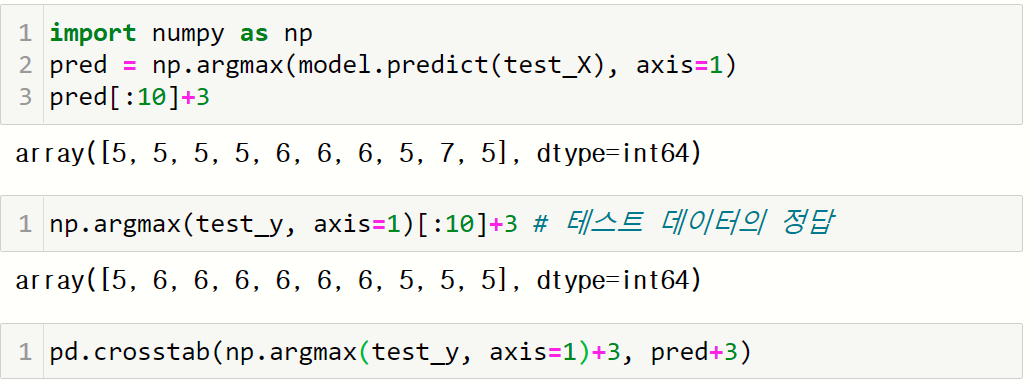 1 import numpy as np
2 pred = np.argmax(model.predict(test_X), axis=1)
3 pred[:10]+3
array([5, 5, 5, 5, 6, 6, 6, 5, 7, 5], dtype=int64)
1 np.argmax(test_y, axis=1)[:10]+3 # 테스트 데이터의 정답
array([5, 6, 6, 6, 6, 6, 6, 5, 5, 5], dtype=int64)
1 pd.crosstab(np.argmax(test_y, axis=1)+3, pred+3)